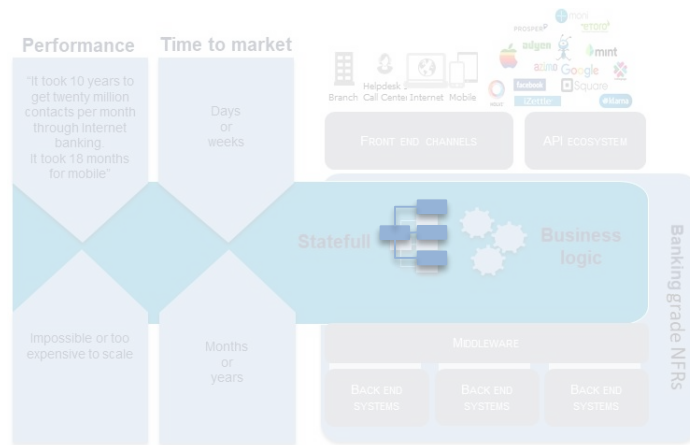 Performance
Time to market
"It took 10 years to
get twenty million
contacts per month
through Internet
banking.
It took 18 months
for mobile"
Days
or
weeks
Impossible or too
expensive to scale
Months
or
years
Branch
Helpdesk
Call Center
Internet
Mobile
moni
PROSPER
adyen
mint
azimo
Google
facebook
Square
iZettle
Klarna
FRONT END CHANNELS
API ECOSYSTEM
Statefull
Business
logic
Banking grade NFRs
MIDDLEWARE
BACK END
SYSTEMS
BACK END
SYSTEMS
BACK END
SYSTEMS